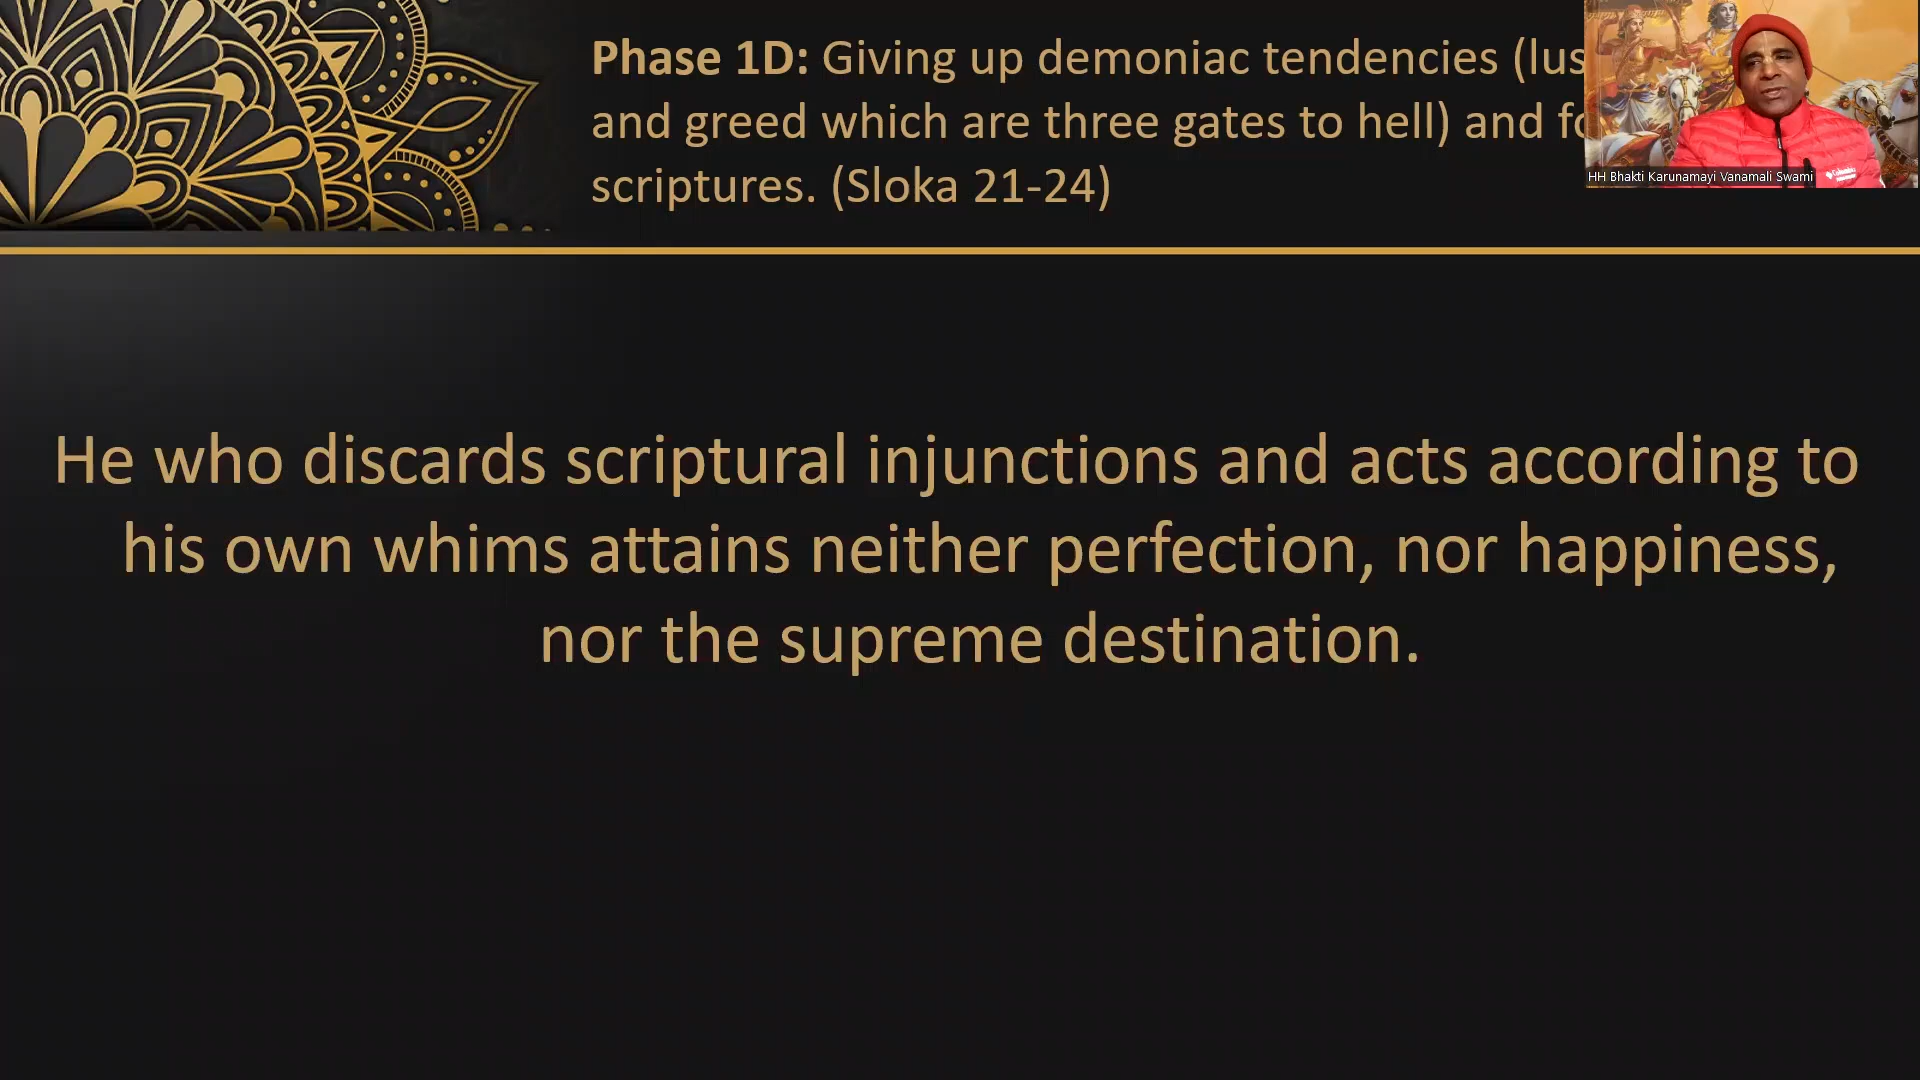 Phase 1D: Giving up demoniac tendencies (lus
and greed which are three gates to hell) and fo
scriptures. (Sloka 21-24)
HH Bhakti Karunamayi Vanamali Swami
He who discards scriptural injunctions and acts according to
his own whims attains neither perfection, nor happiness,
nor the supreme destination.